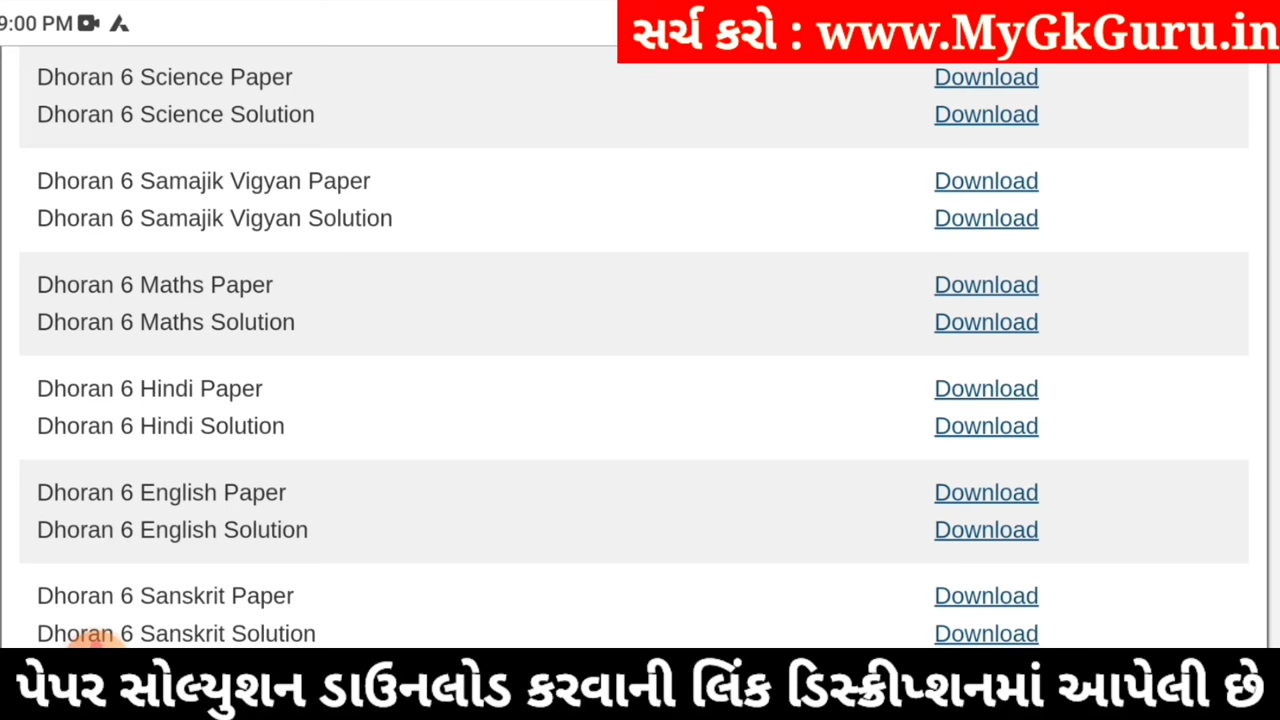 9:00 PM
સર્ચ કરો : www.MyGkGuru.in
Dhoran 6 Science Paper Download
Dhoran 6 Science Solution Download
Dhoran 6 Samajik Vigyan Paper Download
Dhoran 6 Samajik Vigyan Solution Download
Dhoran 6 Maths Paper Download
Dhoran 6 Maths Solution Download
Dhoran 6 Hindi Paper Download
Dhoran 6 Hindi Solution Download
Dhoran 6 English Paper Download
Dhoran 6 English Solution Download
Dhoran 6 Sanskrit Paper Download
Dhoran 6 Sanskrit Solution Download
પેપર સોલ્યુશન ડાઉનલોડ કરવાની લિંક ડિસ્ક્રીપ્શનમાં આપેલી છે